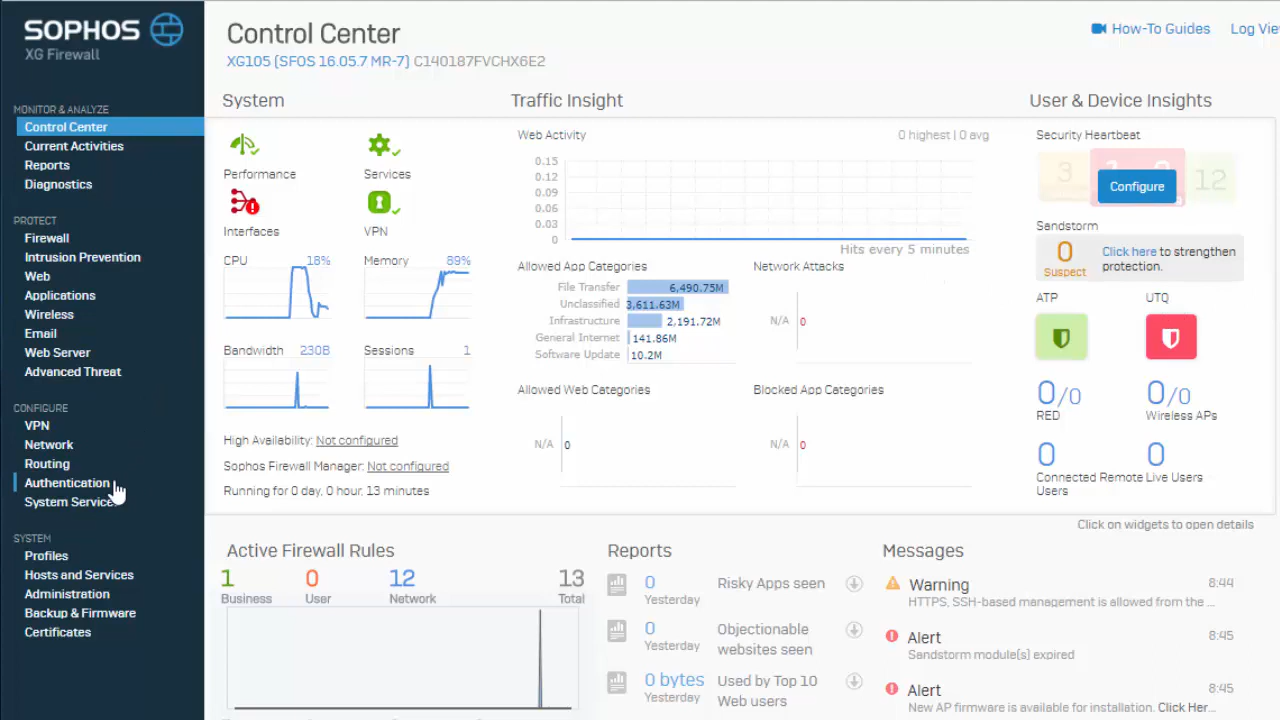 SOPHOS
XG Firewall
MONITOR & ANALYZE
Control Center
Current Activities
Reports
Diagnostics
PROTECT
Firewall
Intrusion Prevention
Web
Applications
Wireless
Email
Web Server
Advanced Threat
CONFIGURE
VPN
Network
Routing
Authentication
System Services
SYSTEM
Profiles
Hosts and Services
Administration
Backup & Firmware
Certificates
Control Center
XG105 [SFOS 16.05.7 MR-7] C140187FVCHX6E2
How-To Guides
Log Vie
System
Performance
Services
Interfaces
VPN
CPU 18%
Memory 89%
Bandwidth 230B
Sessions 1
High Availability: Not configured
Sophos Firewall Manager: Not configured
Running for 0 day, 0 hour, 13 minutes
Traffic Insight
Web Activity
0 highest | 0 avg
0.15
0.12
0.09
0.06
0.03
0
Hits every 5 minutes
Allowed App Categories
File Transfer 6,490.75M
Unclassified 3,611.63M
Infrastructure 2,191.72M
General Internet 141.86M
Software Update 10.2M
Network Attacks
N/A 0
Allowed Web Categories
N/A 0
Blocked App Categories
N/A 0
User & Device Insights
Security Heartbeat
3
12
Configure
Sandstorm
0
Suspect
Click here to strengthen
protection.
ATP
UTQ
0/0
RED
0/0
Wireless APs
0
Connected Remote
Users
0
Live Users
Click on widgets to open details
Active Firewall Rules
1
Business
0
User
12
Network
13
Total
Reports
0
Yesterday
Risky Apps seen
0
Yesterday
Objectionable
websites seen
0 bytes
Yesterday
Used by Top 10
Web users
Messages
Warning 8:44
HTTPS, SSH-based management is allowed from the ...
Alert 8:45
Sandstorm module[s] expired
Alert 8:45
New AP firmware is available for installation. Click Her...